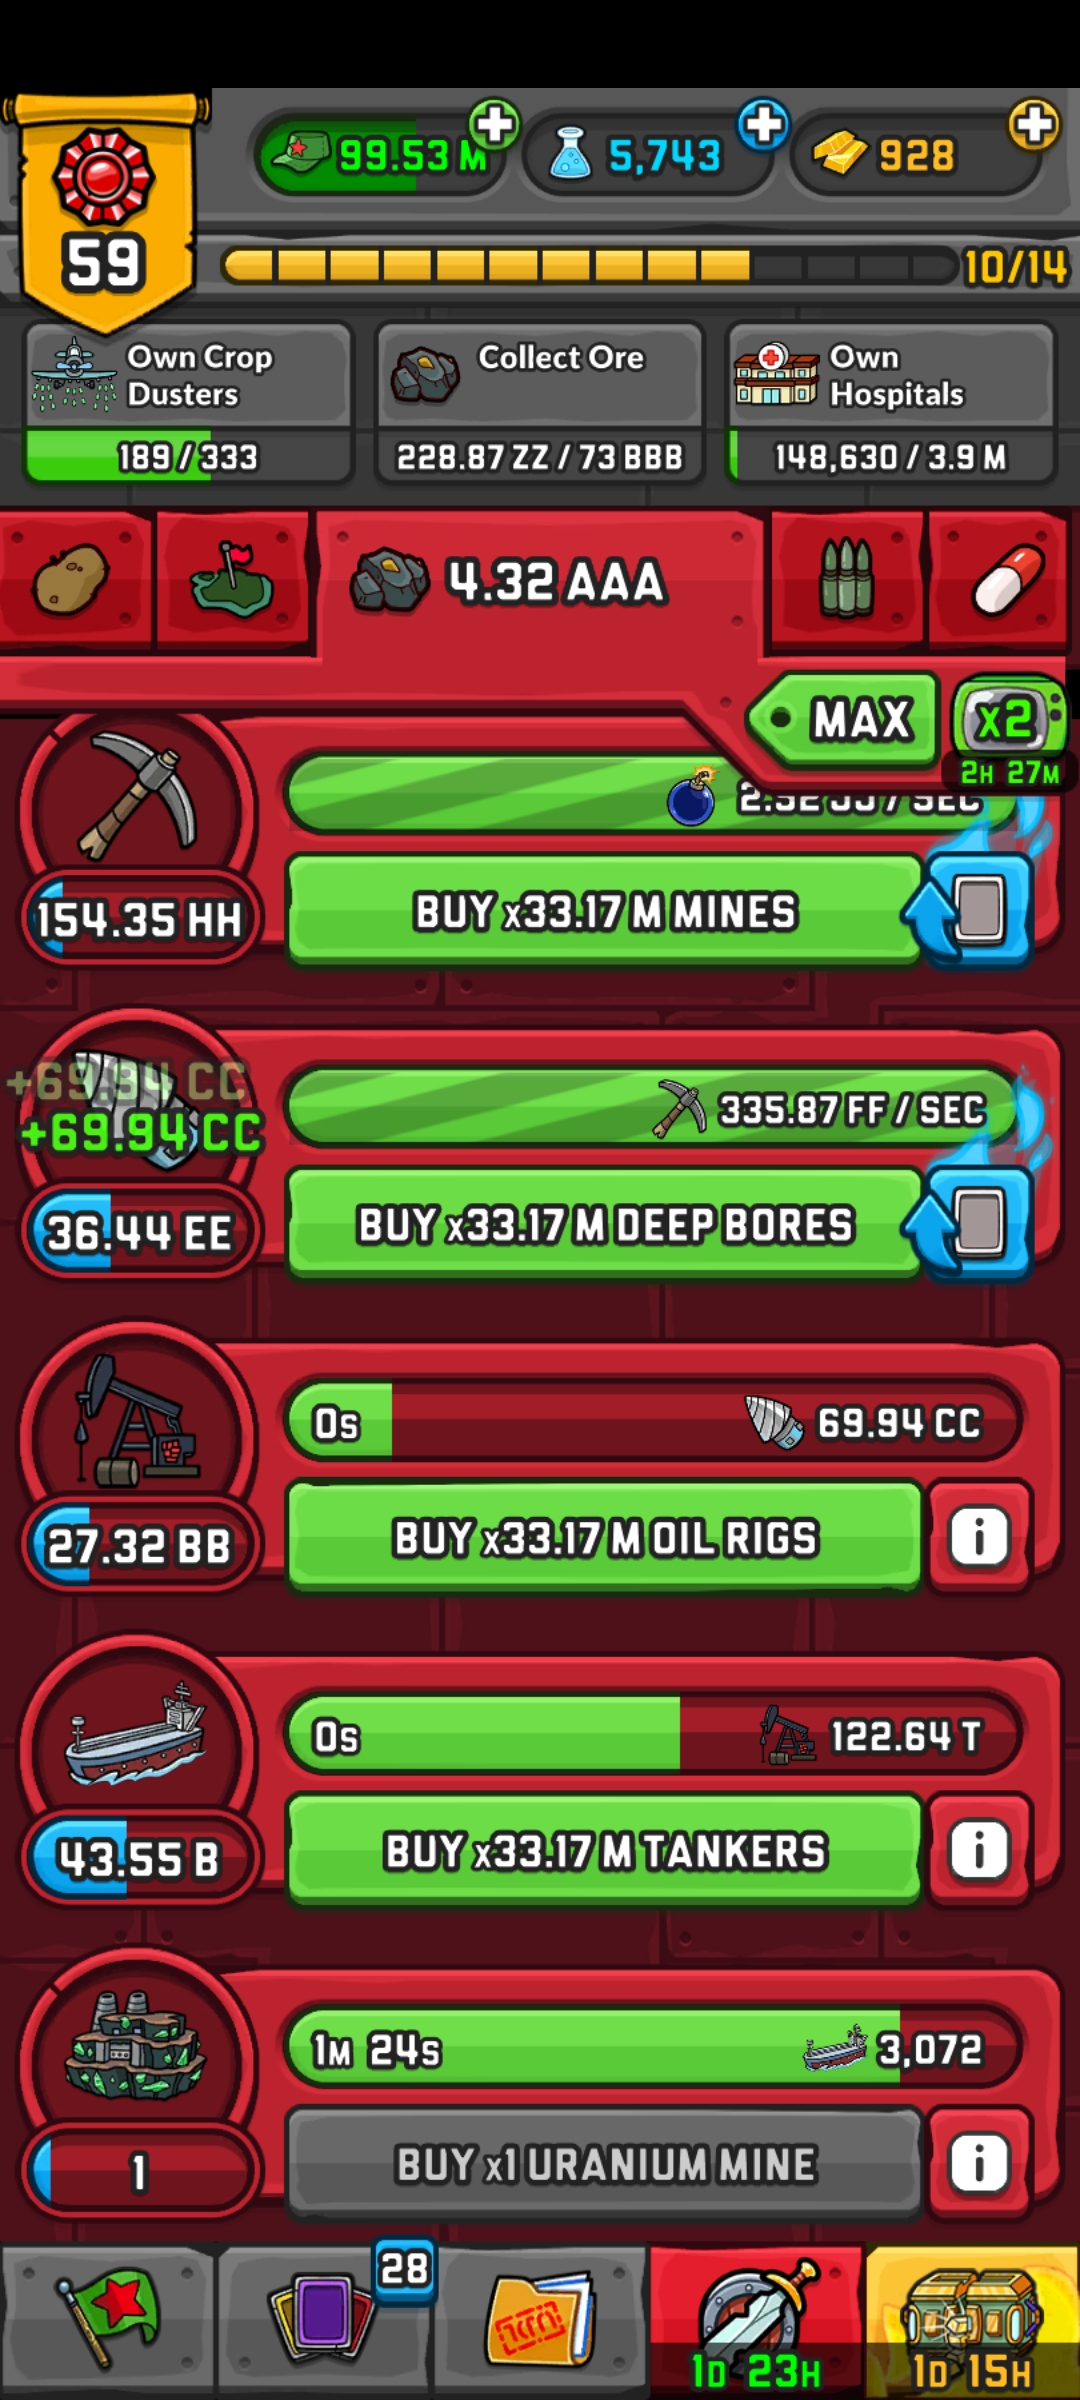 99.53 M
5,743
928
59
10/14
Own Crop
Dusters
189 / 333
Collect Ore
228.87 ZZ / 73 BBB
Own
Hospitals
148,630 / 3.9 M
4.32 AAA
MAX
x2
2H 27M
/ SEC
154.35 HH
BUY x33.17 M MINES
+69.94 CC
+69.94 CC
335.87 FF / SEC
36.44 EE
BUY x33.17 M DEEP BORES
0s
69.94 CC
27.32 BB
BUY x33.17 M OIL RIGS
i
0s
122.64 T
43.55 B
BUY x33.17 M TANKERS
i
1M 24s
3,072
1
BUY x1 URANIUM MINE
i
28
1D 23H
1D 15H